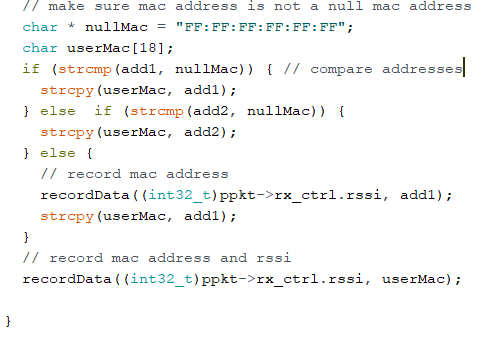 // make sure mac address is not a null mac address
char * nullMac = "FF:FF:FF:FF:FF:FF";
char userMac[18];
if (strcmp(add1, nullMac)) { // compare addresses
strcpy(userMac, add1);
} else  if (strcmp(add2, nullMac)) {
strcpy(userMac, add2);
} else {
// record mac address
recordData((int32_t)ppkt->rx_ctrl.rssi, add1);
strcpy(userMac, add1);
}
// record mac address and rssi
recordData((int32_t)ppkt->rx_ctrl.rssi, userMac);
}